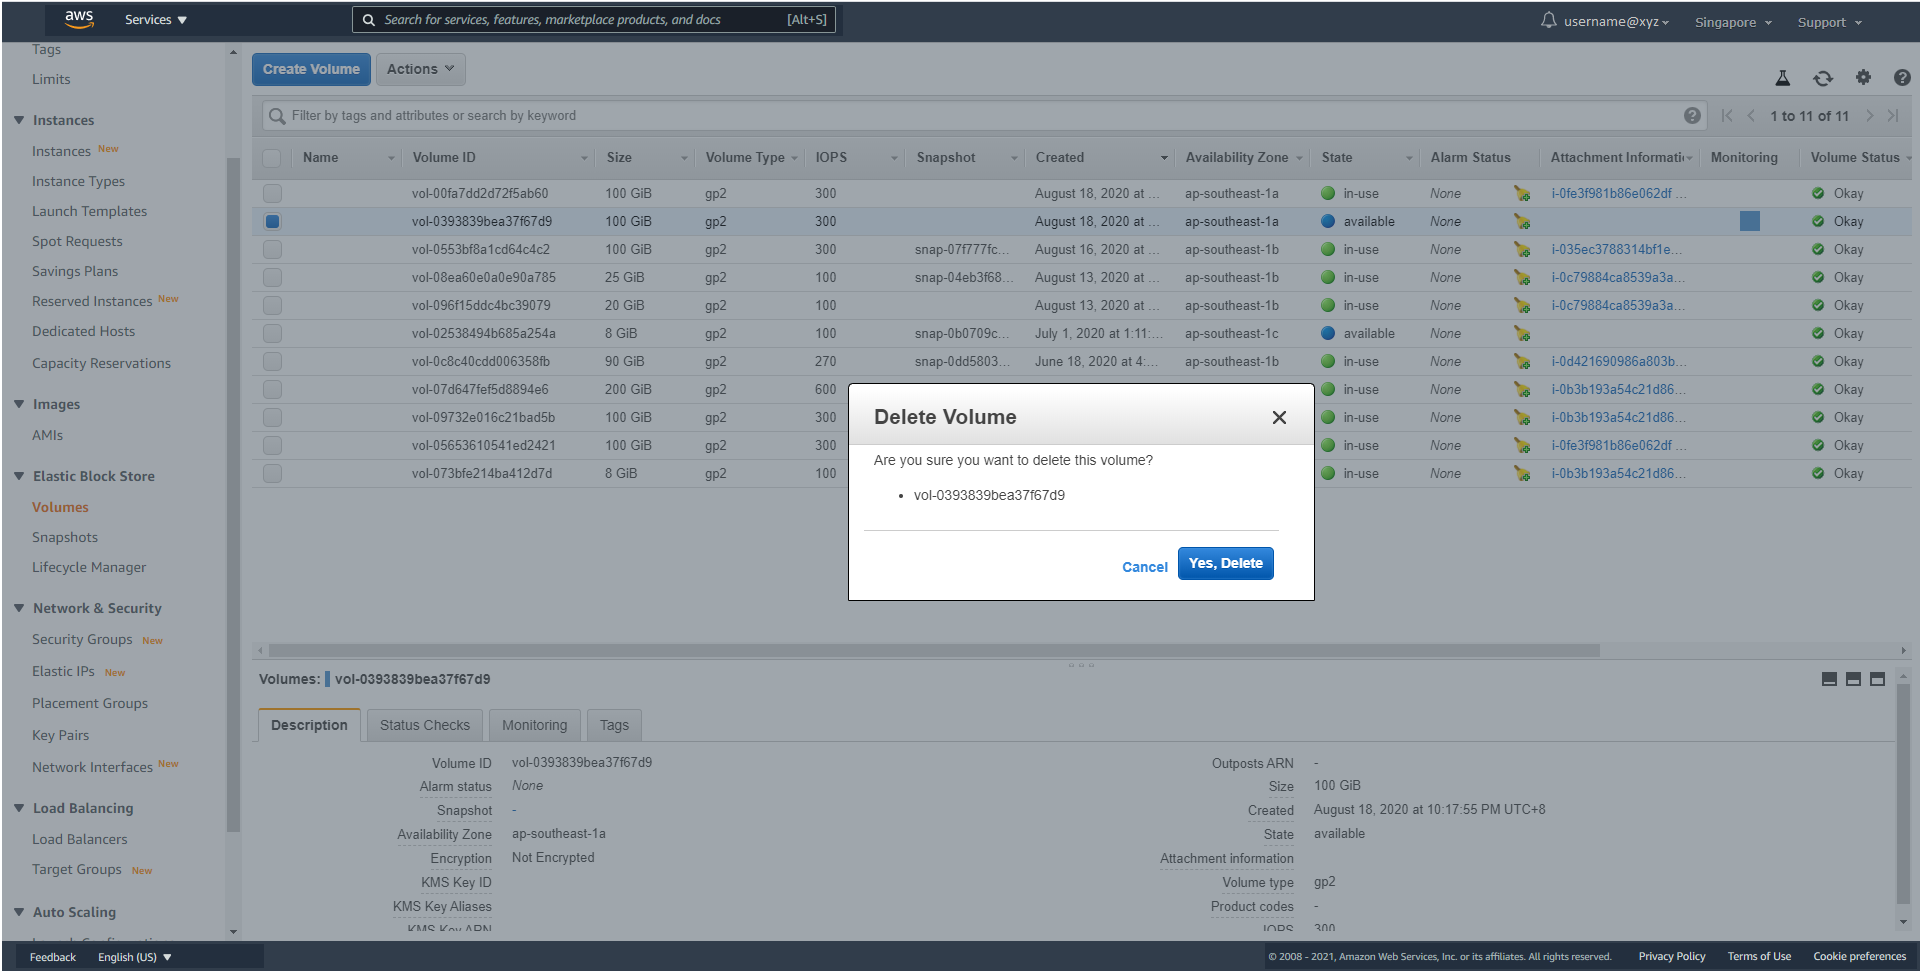 aws Services Search for services, features, marketplace products, and docs [Alt+S] username@xyz Singapore Support
Tags
Limits
Instances
Instances New
Instance Types
Launch Templates
Spot Requests
Savings Plans
Reserved Instances New
Dedicated Hosts
Capacity Reservations
Images
AMIs
Elastic Block Store
Volumes
Snapshots
Lifecycle Manager
Network & Security
Security Groups New
Elastic IPs New
Placement Groups
Key Pairs
Network Interfaces New
Load Balancing
Load Balancers
Target Groups New
Auto Scaling
Create Volume Actions
Filter by tags and attributes or search by keyword 1 to 11 of 11
Name Volume ID Size Volume Type IOPS Snapshot Created Availability Zone State Alarm Status Attachment Informati Monitoring Volume Status
vol-00fa7dd2d72f5ab60 100 GiB gp2 300 August 18, 2020 at ... ap-southeast-1a in-use None i-0fe3f981b86e062df ... Okay
vol-0393839bea37f67d9 100 GiB gp2 300 August 18, 2020 at ... ap-southeast-1a available None Okay
vol-0553bf8a1cd64c4c2 100 GiB gp2 300 snap-07f777fc... August 16, 2020 at ... ap-southeast-1b in-use None i-035ec3788314bf1e... Okay
vol-08ea60e0a0e90a785 25 GiB gp2 100 snap-04eb3f68... August 13, 2020 at ... ap-southeast-1b in-use None i-0c79884ca8539a3a... Okay
vol-096f15ddc4bc39079 20 GiB gp2 100 August 13, 2020 at ... ap-southeast-1b in-use None i-0c79884ca8539a3a... Okay
vol-02538494b685a254a 8 GiB gp2 100 snap-0b0709c... July 1, 2020 at 1:11:... ap-southeast-1c available None Okay
vol-0c8c40cdd006358fb 90 GiB gp2 270 snap-0dd5803... June 18, 2020 at 4:... ap-southeast-1b in-use None i-0d421690986a803b... Okay
vol-07d647fef5d8894e6 200 GiB gp2 600 in-use None i-0b3b193a54c21d86... Okay
vol-09732e016c21bad5b 100 GiB gp2 300 in-use None i-0b3b193a54c21d86... Okay
vol-05653610541ed2421 100 GiB gp2 300 in-use None i-0fe3f981b86e062df ... Okay
vol-073bfe214ba412d7d 8 GiB gp2 100 in-use None i-0b3b193a54c21d86... Okay
Delete Volume
Are you sure you want to delete this volume?
• vol-0393839bea37f67d9
Cancel Yes, Delete
Volumes: vol-0393839bea37f67d9
Description Status Checks Monitoring Tags
Volume ID vol-0393839bea37f67d9 Outposts ARN -
Alarm status None Size 100 GiB
Snapshot - Created August 18, 2020 at 10:17:55 PM UTC+8
Availability Zone ap-southeast-1a State available
Encryption Not Encrypted Attachment information
KMS Key ID Volume type gp2
KMS Key Aliases Product codes -
KMS Key ARN IOPS 300
Feedback English (US) © 2008 - 2021, Amazon Web Services, Inc. or its affiliates. All rights reserved. Privacy Policy Terms of Use Cookie preferences